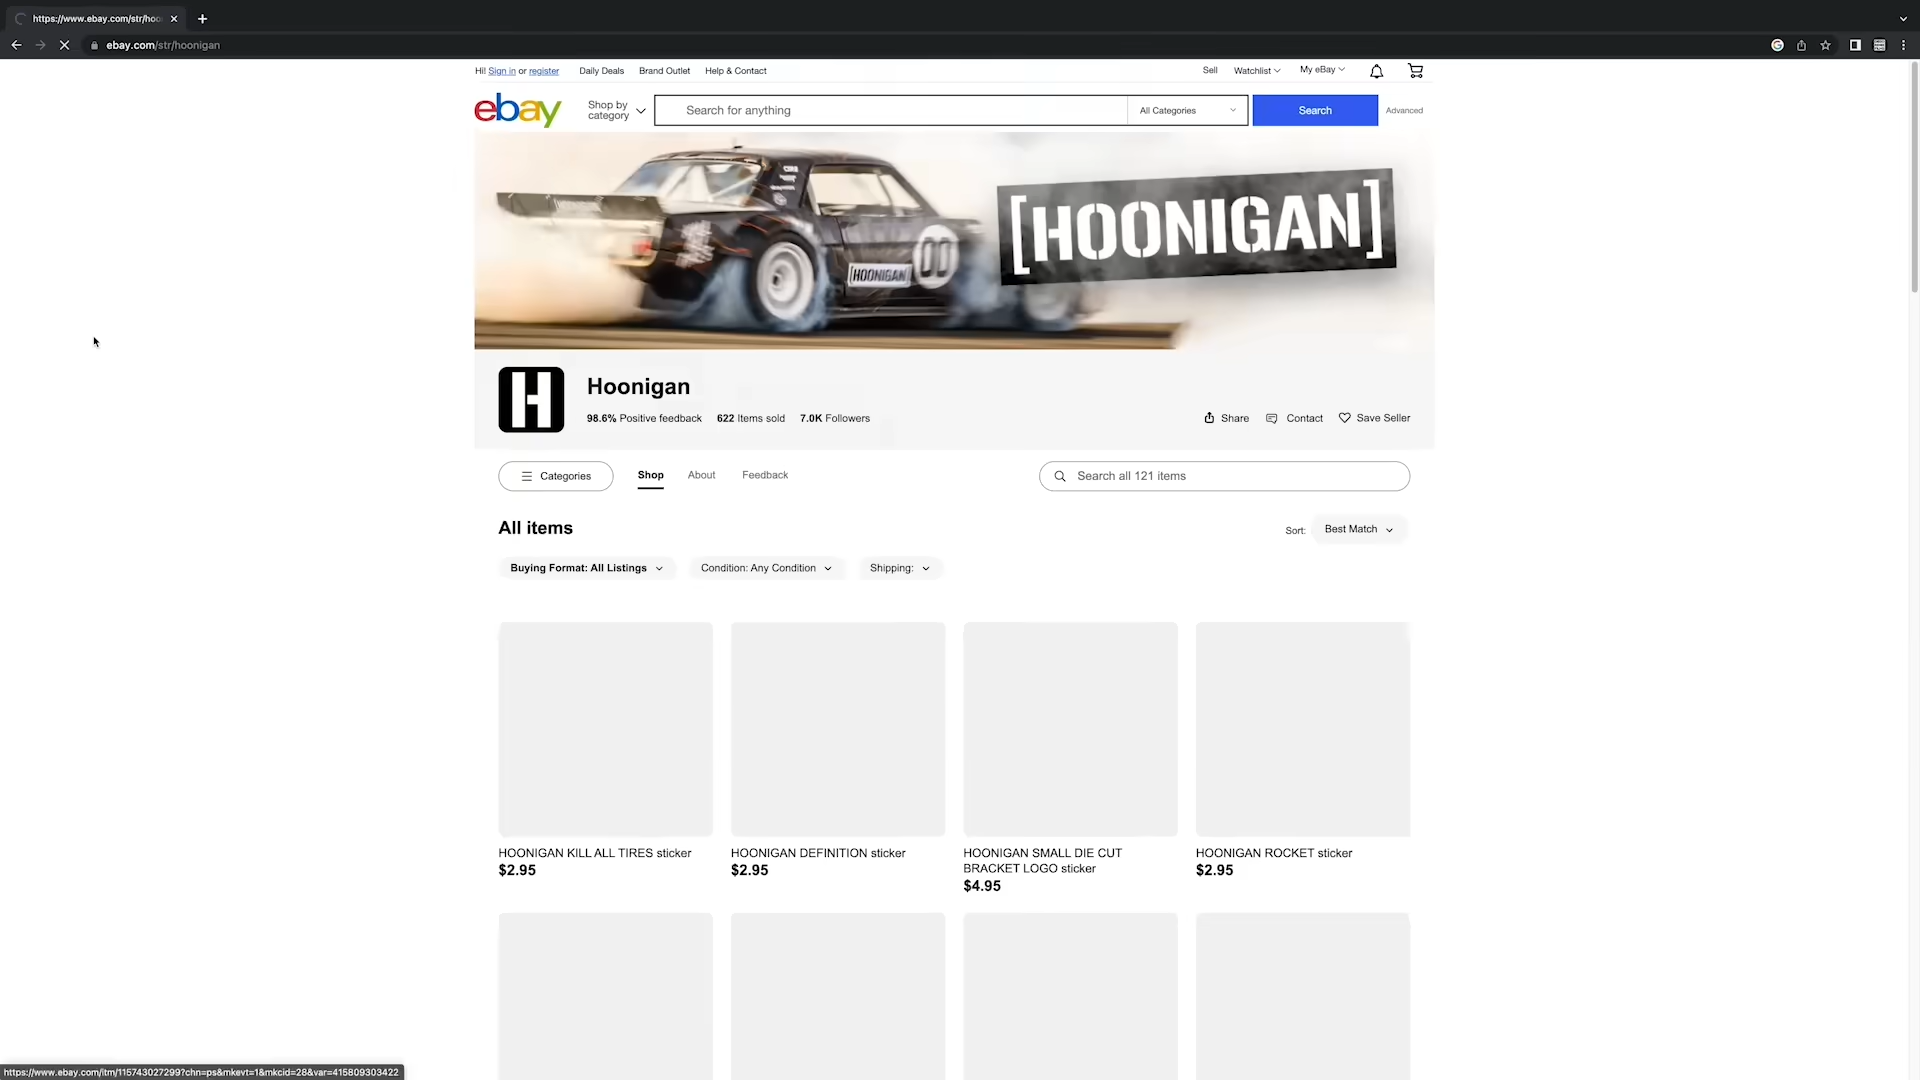 https://www.ebay.com/str/hoo
ebay.com/str/hoonigan
Hi! Sign in or register
Daily Deals
Brand Outlet
Help & Contact
Sell
Watchlist
My eBay
ebay
Shop by category
Search for anything
All Categories
Search
Advanced
HOONIGAN
[HOONIGAN]
00
[HOONIGAN]
H
Hoonigan
98.6% Positive feedback
622 Items sold
7.0K Followers
Share
Contact
Save Seller
Categories
Shop
About
Feedback
Search all 121 items
All items
Sort:
Best Match
Buying Format: All Listings
Condition: Any Condition
Shipping:
HOONIGAN KILL ALL TIRES sticker
$2.95
HOONIGAN DEFINITION sticker
$2.95
HOONIGAN SMALL DIE CUT
BRACKET LOGO sticker
$4.95
HOONIGAN ROCKET sticker
$2.95
https://www.ebay.com/itm/115743027299?chn=ps&mkevt=1&mkcid=28&var=415809303422